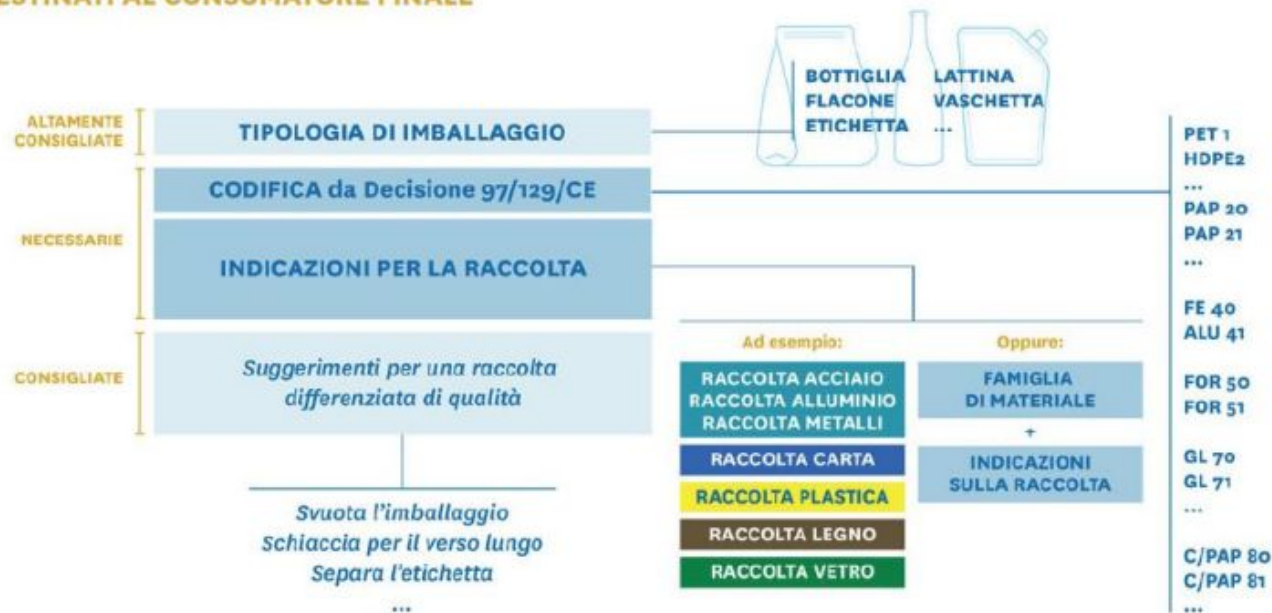 DESTINATI AL CONSUMATORE FINALE
BOTTIGLIA LATTINA
FLACONE VASCHETTA
ETICHETTA ...
ALTAMENTE
CONSIGLIATE
TIPOLOGIA DI IMBALLAGGIO
NECESSARIE
CODIFICA da Decisione 97/129/CE
INDICAZIONI PER LA RACCOLTA
CONSIGLIATE
Suggerimenti per una raccolta
differenziata di qualità
Svuota l'imballaggio
Schiaccia per il verso lungo
Separa l'etichetta
...
Ad esempio:
RACCOLTA ACCIAIO
RACCOLTA ALLUMINIO
RACCOLTA METALLI
RACCOLTA CARTA
RACCOLTA PLASTICA
RACCOLTA LEGNO
RACCOLTA VETRO
Oppure:
FAMIGLIA
DI MATERIALE
+
INDICAZIONI
SULLA RACCOLTA
PET 1
HDPE2
...
PAP 20
PAP 21
...
FE 40
ALU 41
FOR 50
FOR 51
GL 70
GL 71
...
C/PAP 80
C/PAP 81
...